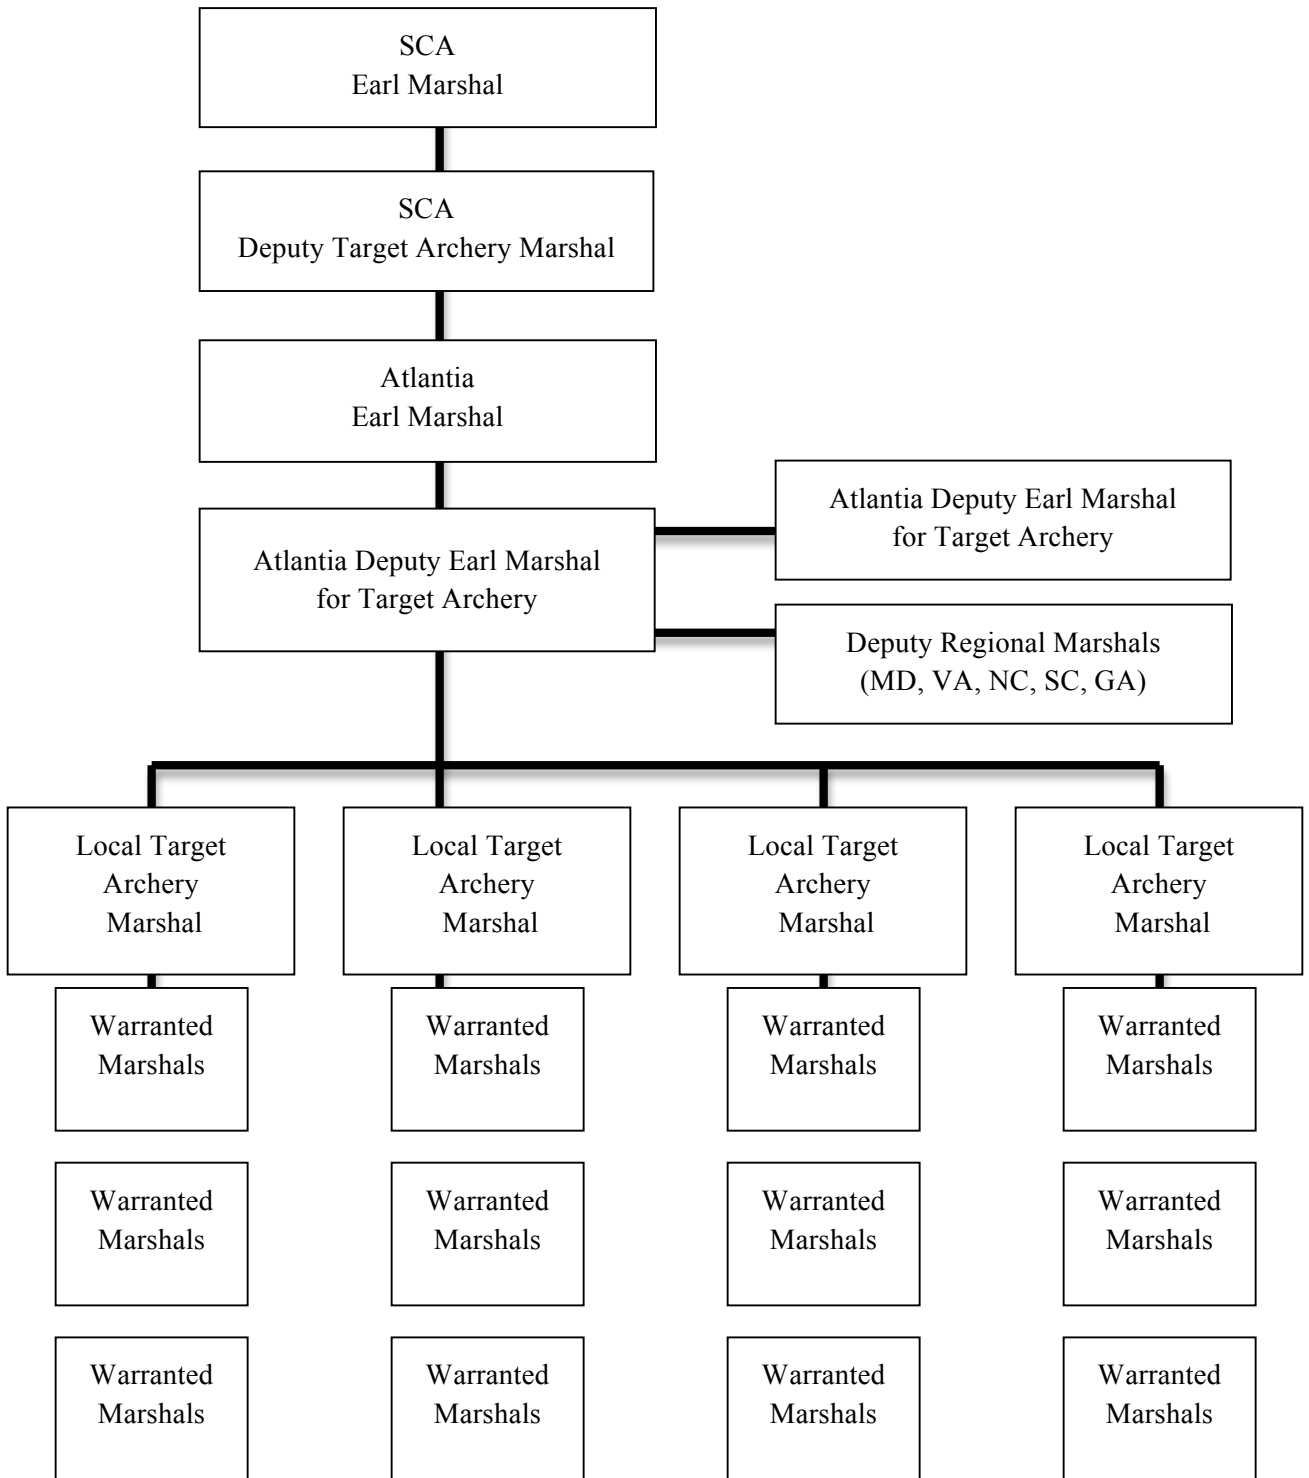 SCA
Earl Marshal
SCA
Deputy Target Archery Marshal
Atlantia
Earl Marshal
Atlantia Deputy Earl Marshal
for Target Archery
Atlantia Deputy Earl Marshal
for Target Archery
Deputy Regional Marshals
(MD, VA, NC, SC, GA)
Local Target
Archery
Marshal
Local Target
Archery
Marshal
Local Target
Archery
Marshal
Local Target
Archery
Marshal
Warranted
Marshals
Warranted
Marshals
Warranted
Marshals
Warranted
Marshals
Warranted
Marshals
Warranted
Marshals
Warranted
Marshals
Warranted
Marshals
Warranted
Marshals
Warranted
Marshals
Warranted
Marshals
Warranted
Marshals